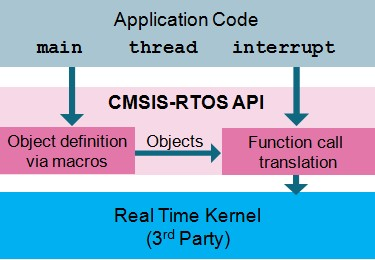 Application Code
main thread interrupt
CMSIS-RTOS API
Object definition
via macros
Objects
Function call
translation
Real Time Kernel
(3rd Party)